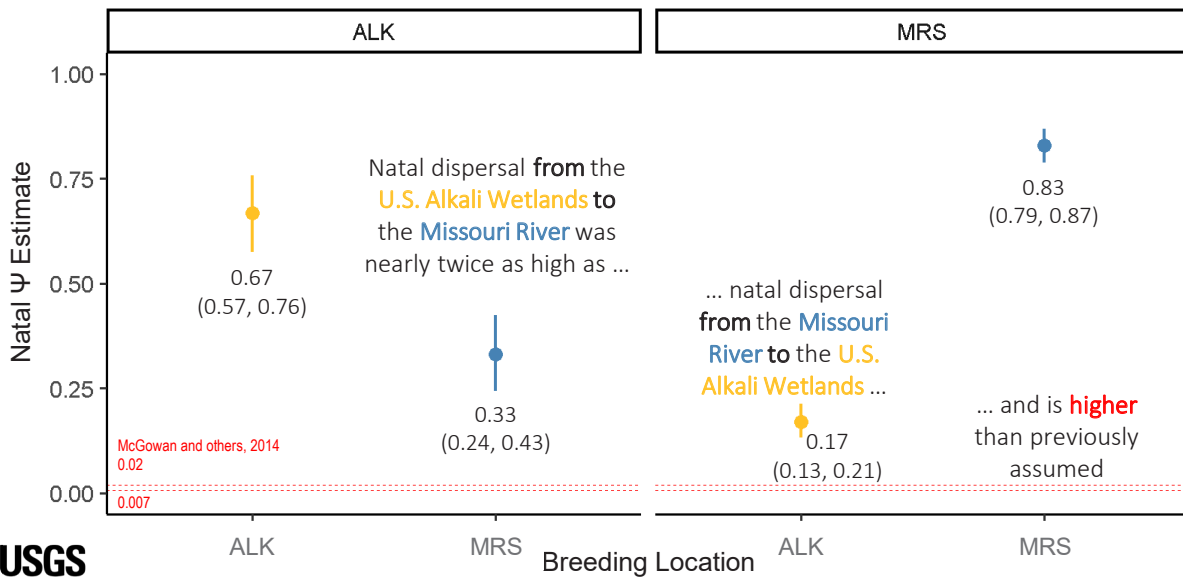 ALK
MRS
Natal Ψ Estimate
1.00
0.75
0.50
0.25
0.00
0.67
(0.57, 0.76)
Natal dispersal from the
U.S. Alkali Wetlands to
the Missouri River was
nearly twice as high as ...
0.33
(0.24, 0.43)
McGowan and others, 2014
0.02
0.007
0.83
(0.79, 0.87)
... natal dispersal
from the Missouri
River to the U.S.
Alkali Wetlands ...
0.17
(0.13, 0.21)
... and is higher
than previously
assumed
ALK
MRS
ALK
MRS
Breeding Location
USGS